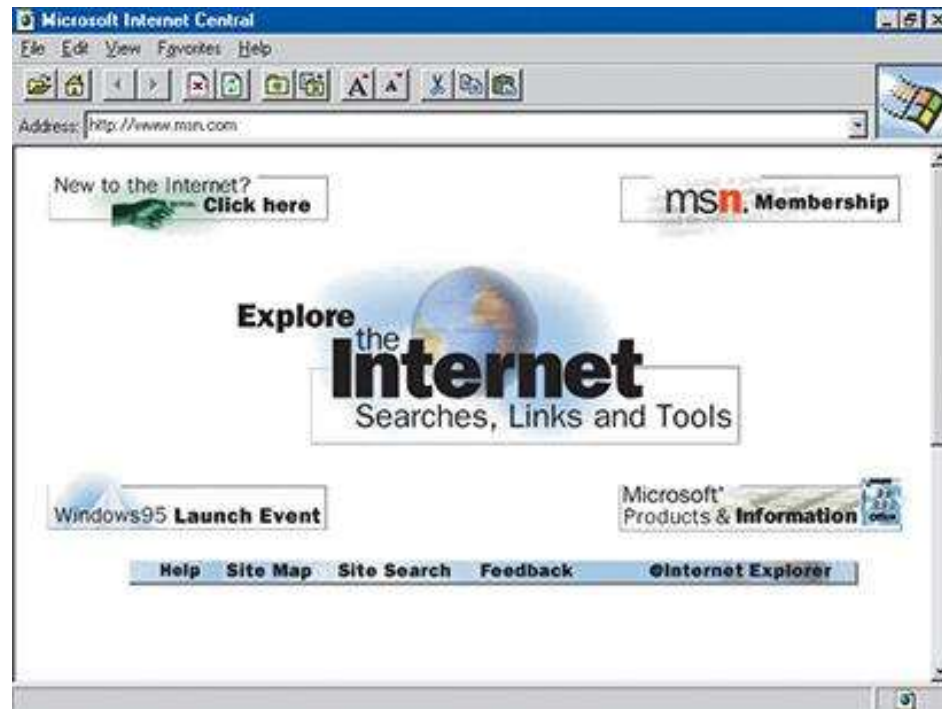 Microsoft Internet Central
File Edit View Favorites Help
A A
Address: http://www.msn.com
New to the Internet?
Click here
msn. Membership
Explore
the
Internet
Searches, Links and Tools
Windows95 Launch Event
Microsoft
Products & Information
Office
Help Site Map Site Search Feedback @Internet Explorer